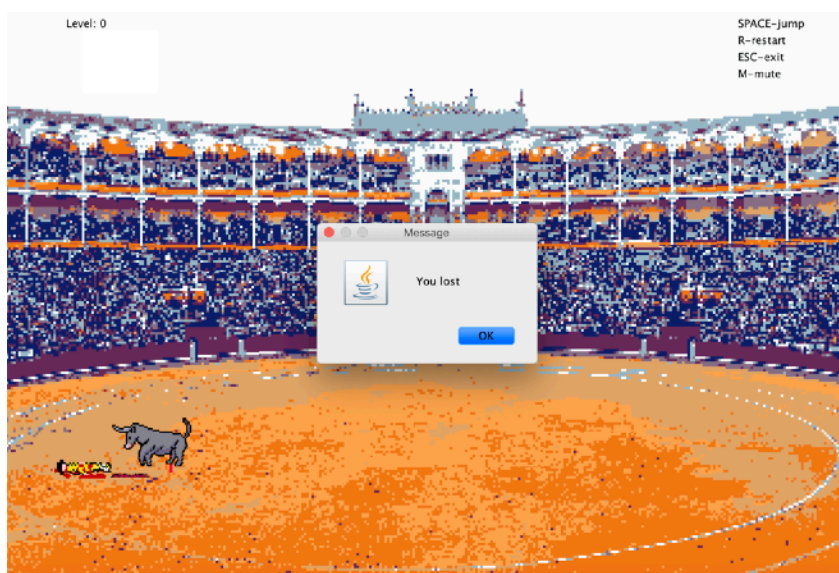 Level: 0
SPACE-jump
R-restart
ESC-exit
M-mute
Message
You lost
OK